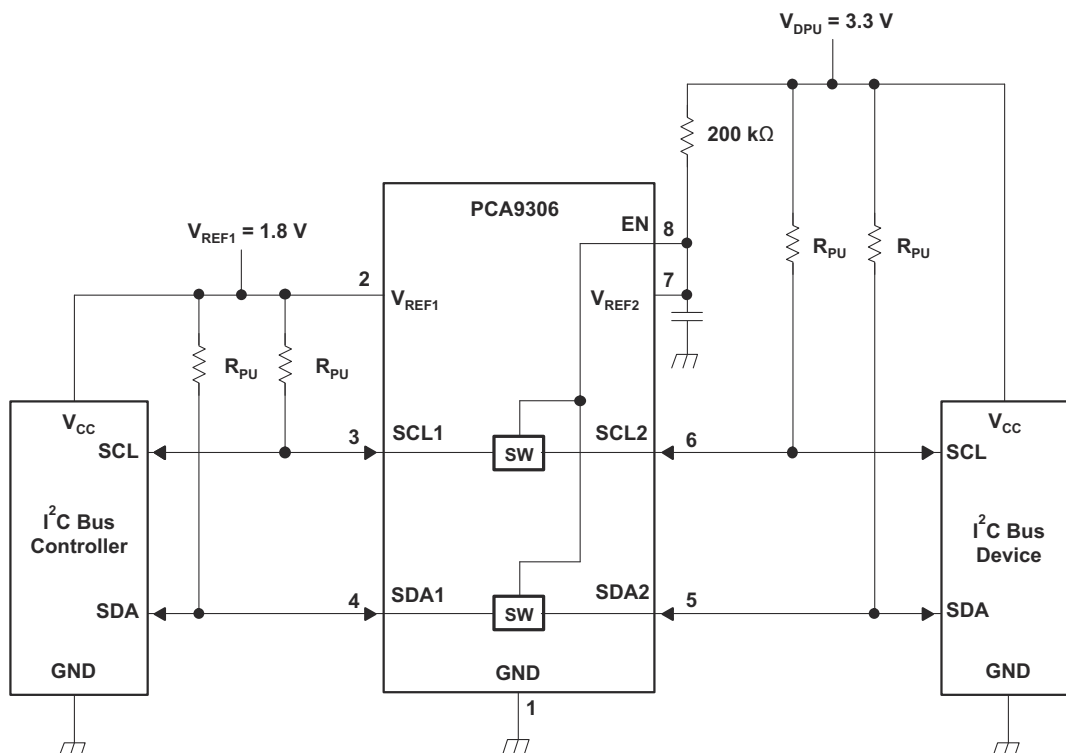 V_DPU = 3.3 V
200 kΩ
PCA9306
EN
8
V_REF1 = 1.8 V
R_PU
R_PU
2
7
V_REF1
V_REF2
R_PU
R_PU
V_CC
V_CC
SCL
3
SCL1
SW
SCL2
6
SCL
I²C Bus
Controller
I²C Bus
Device
SDA
4
SDA1
SW
SDA2
5
SDA
GND
GND
GND
1